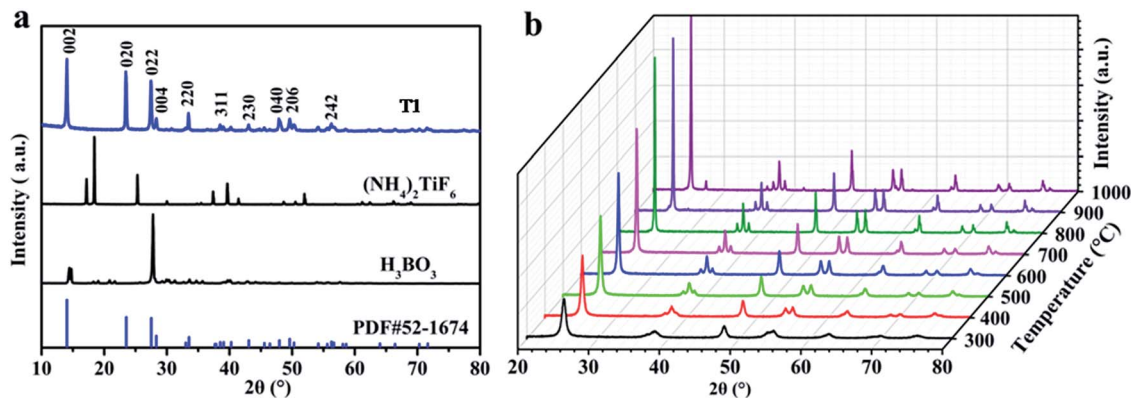 a
002
020
022
004
220
311
230
040
206
242
T1
(NH₄)₂TiF₆
H₃BO₃
PDF#52-1674
Intensity ( a.u.)
10 20 30 40 50 60 70 80
2θ (°)
b
Intensity (a.u.)
1000
900
800
700
600
500
400
300
Temperature (°C)
20 30 40 50 60 70 80
2θ (°)